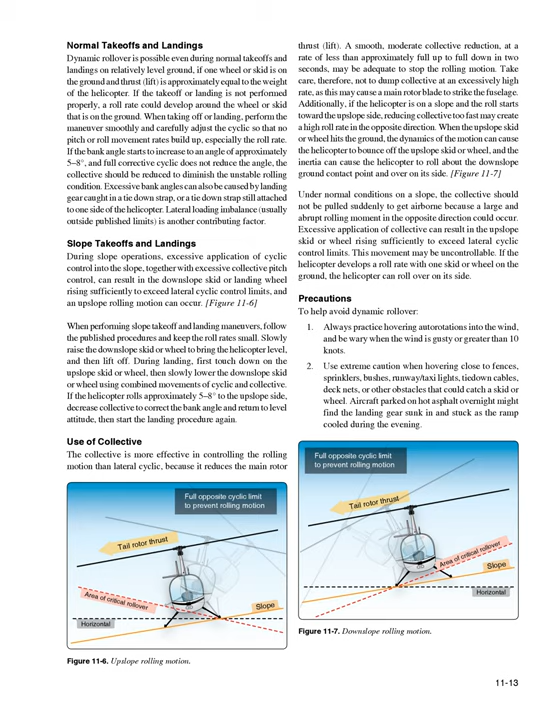 Normal Takeoffs and Landings
Dynamic rollover is possible even during normal takeoffs and
landings on relatively level ground, if one wheel or skid is on
the ground and thrust (lift) is approximately equal to the weight
of the helicopter. If the takeoff or landing is not performed
properly, a roll rate could develop around the wheel or skid
that is on the ground. When taking off or landing, perform the
maneuver smoothly and carefully adjust the cyclic so that no
pitch or roll movement rates build up, especially the roll rate.
If the bank angle starts to increase to an angle of approximately
5–8°, and full corrective cyclic does not reduce the angle, the
collective should be reduced to diminish the unstable rolling
condition. Excessive bank angles can also be caused by landing
gear caught in a tie down strap, or a tie down strap still attached
to one side of the helicopter. Lateral loading imbalance (usually
outside published limits) is another contributing factor.
Slope Takeoffs and Landings
During slope operations, excessive application of cyclic
control into the slope, together with excessive collective pitch
control, can result in the downslope skid or landing wheel
rising sufficiently to exceed lateral cyclic control limits, and
an upslope rolling motion can occur. [Figure 11-6]
When performing slope takeoff and landing maneuvers, follow
the published procedures and keep the roll rates small. Slowly
raise the downslope skid or wheel to bring the helicopter level,
and then lift off. During landing, first touch down on the
upslope skid or wheel, then slowly lower the downslope skid
or wheel using combined movements of cyclic and collective.
If the helicopter rolls approximately 5–8° to the upslope side,
decrease collective to correct the bank angle and return to level
attitude, then start the landing procedure again.
Use of Collective
The collective is more effective in controlling the rolling
motion than lateral cyclic, because it reduces the main rotor
Full opposite cyclic limit
to prevent rolling motion
Tail rotor thrust
Area of critical rollover
Slope
Horizontal
Figure 11-6. Upslope rolling motion.
thrust (lift). A smooth, moderate collective reduction, at a
rate of less than approximately full up to full down in two
seconds, may be adequate to stop the rolling motion. Take
care, therefore, not to dump collective at an excessively high
rate, as this may cause a main rotor blade to strike the fuselage.
Additionally, if the helicopter is on a slope and the roll starts
toward the upslope side, reducing collective too fast may create
a high roll rate in the opposite direction. When the upslope skid
or wheel hits the ground, the dynamics of the motion can cause
the helicopter to bounce off the upslope skid or wheel, and the
inertia can cause the helicopter to roll about the downslope
ground contact point and over on its side. [Figure 11-7]
Under normal conditions on a slope, the collective should
not be pulled suddenly to get airborne because a large and
abrupt rolling moment in the opposite direction could occur.
Excessive application of collective can result in the upslope
skid or wheel rising sufficiently to exceed lateral cyclic
control limits. This movement may be uncontrollable. If the
helicopter develops a roll rate with one skid or wheel on the
ground, the helicopter can roll over on its side.
Precautions
To help avoid dynamic rollover:
1. Always practice hovering autorotations into the wind,
and be wary when the wind is gusty or greater than 10
knots.
2. Use extreme caution when hovering close to fences,
sprinklers, bushes, runway/taxi lights, tiedown cables,
deck nets, or other obstacles that could catch a skid or
wheel. Aircraft parked on hot asphalt overnight might
find the landing gear sunk in and stuck as the ramp
cooled during the evening.
Full opposite cyclic limit
to prevent rolling motion
Tail rotor thrust
Area of critical rollover
Slope
Horizontal
Figure 11-7. Downslope rolling motion.
11-13